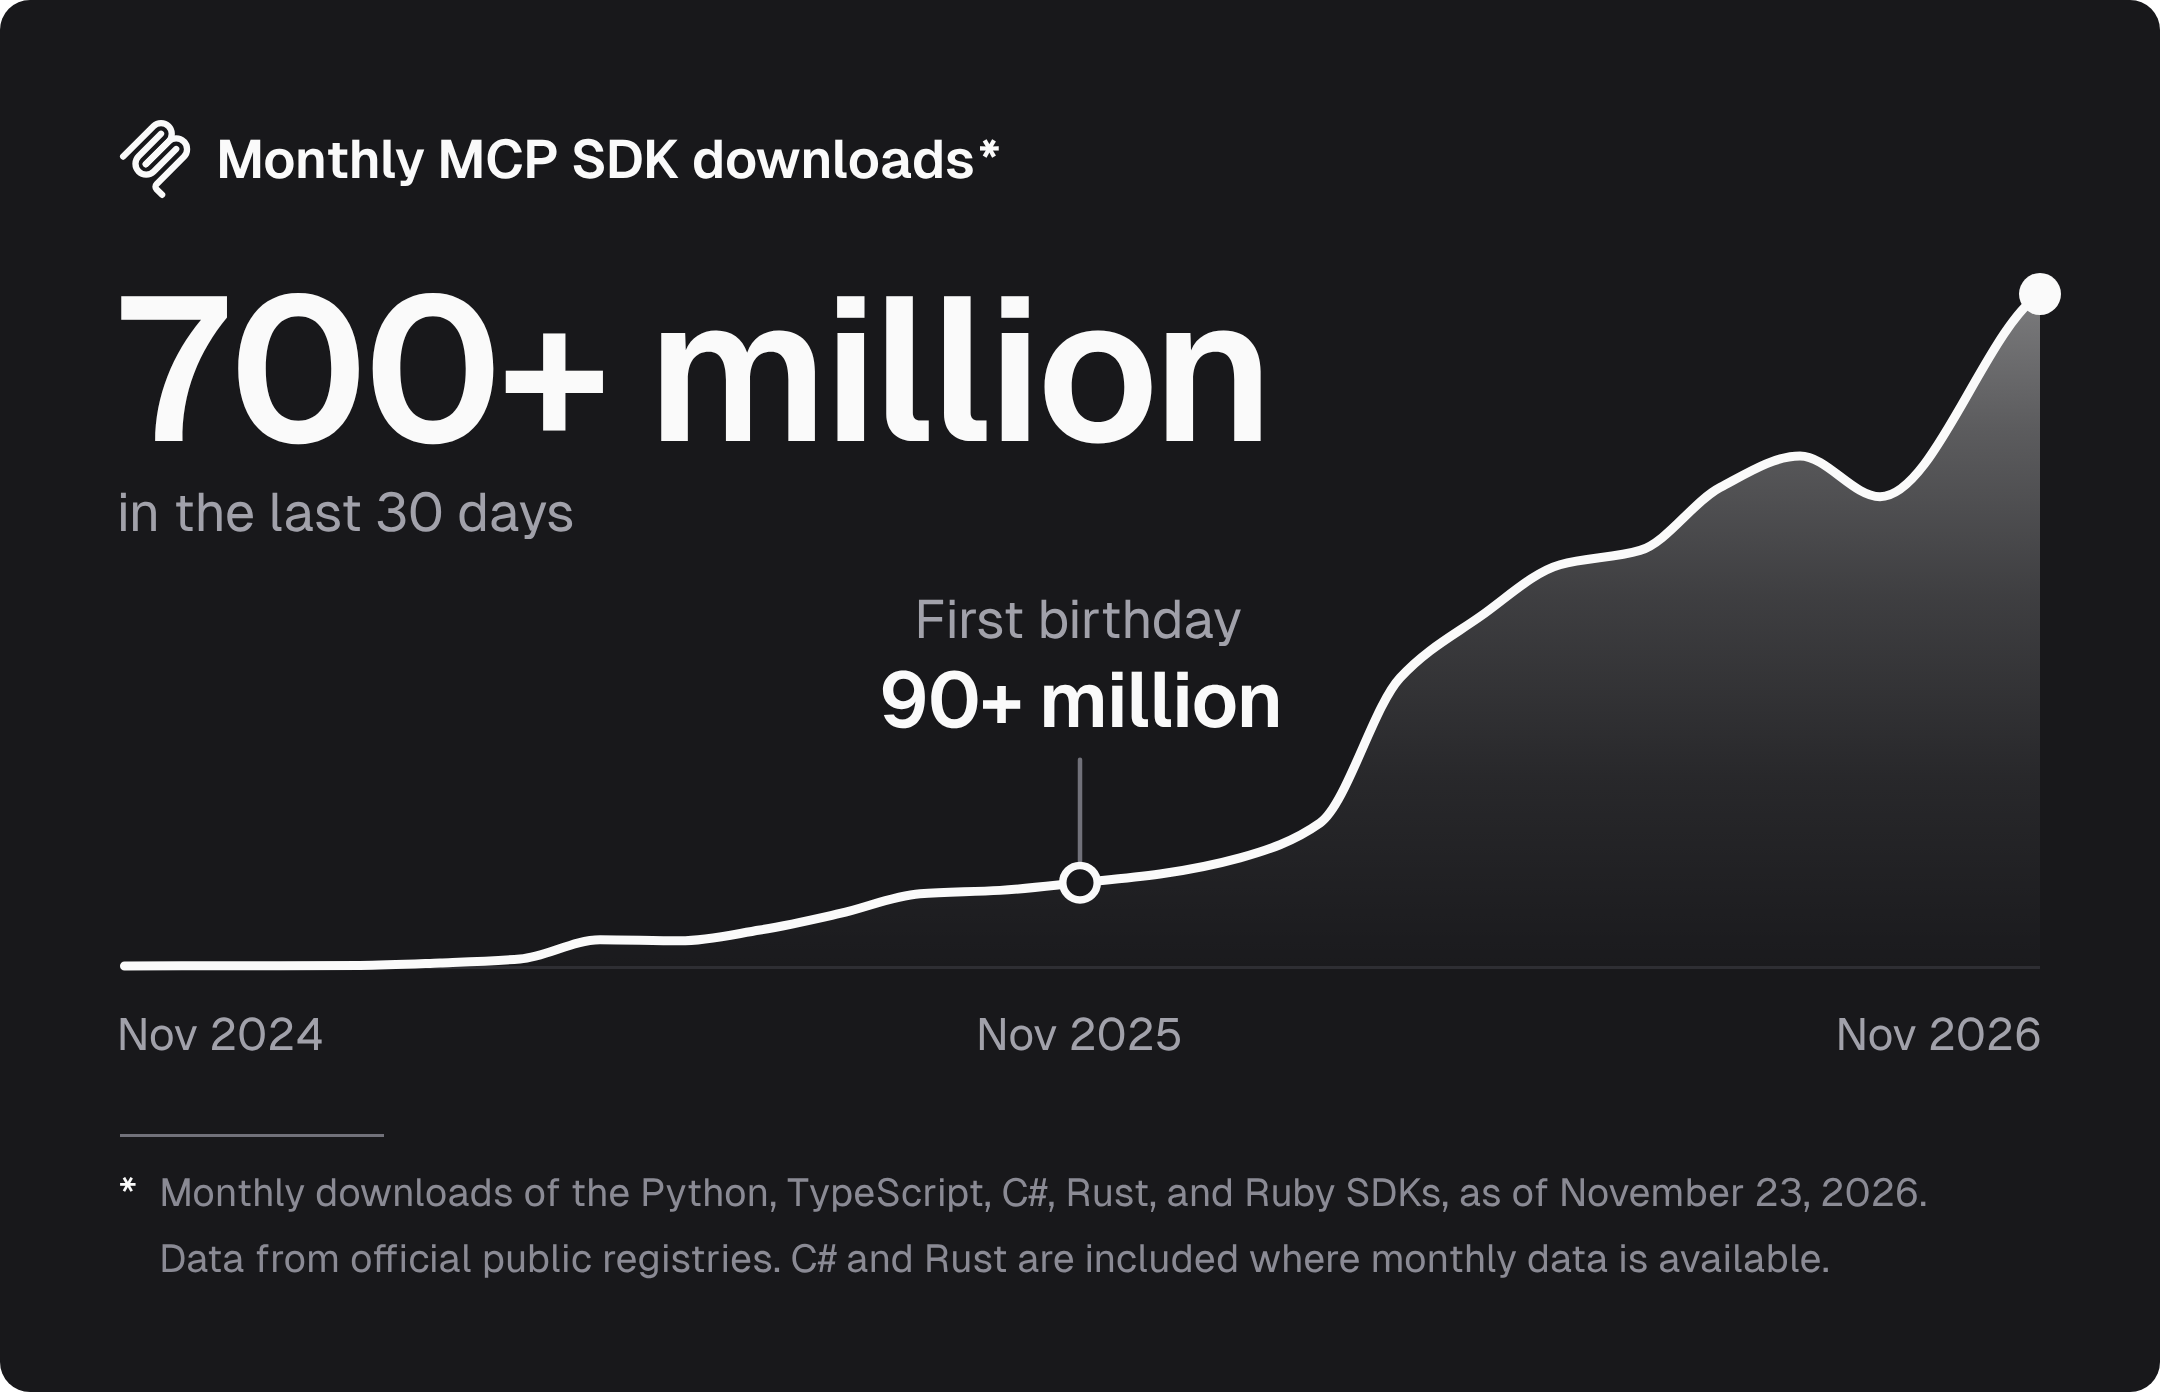 Monthly MCP SDK downloads*
700+ million
in the last 30 days
First birthday
90+ million
Nov 2024
Nov 2025
Nov 2026
* Monthly downloads of the Python, TypeScript, C#, Rust, and Ruby SDKs, as of November 23, 2026.
Data from official public registries. C# and Rust are included where monthly data is available.